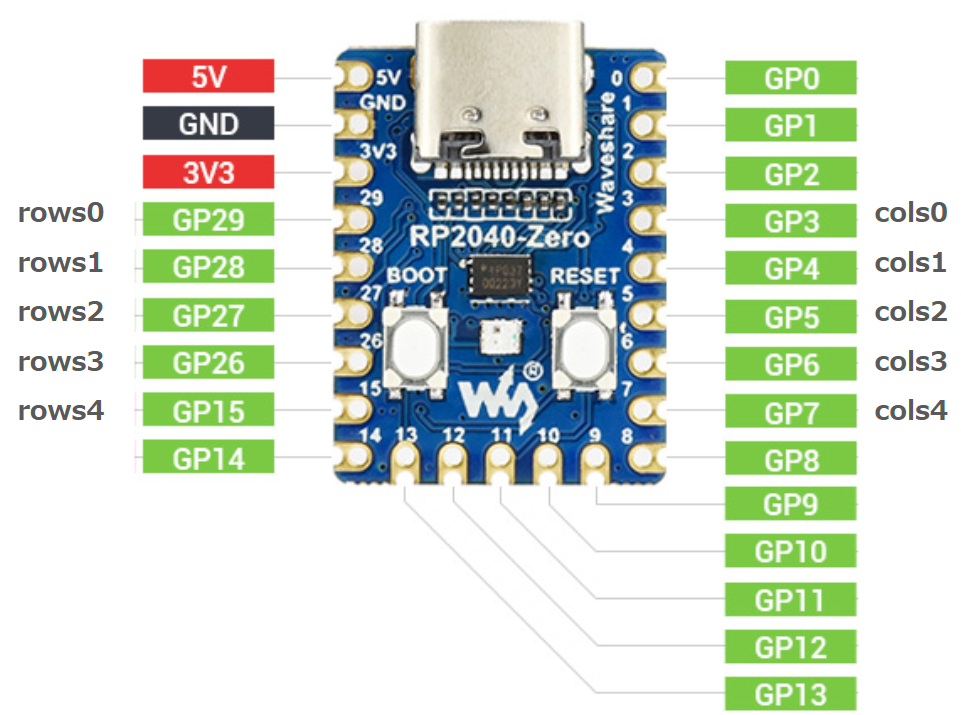 5V
GND
3V3
rows0 GP29
rows1 GP28
rows2 GP27
rows3 GP26
rows4 GP15
GP14
5V
GND
3V3
29
28
27
26
15
14
13 12 11 10 9 8
Waveshare
RP2040-Zero
BOOT
RESET
0
1
2
3
4
5
6
7
GP0
GP1
GP2
GP3 cols0
GP4 cols1
GP5 cols2
GP6 cols3
GP7 cols4
GP8
GP9
GP10
GP11
GP12
GP13